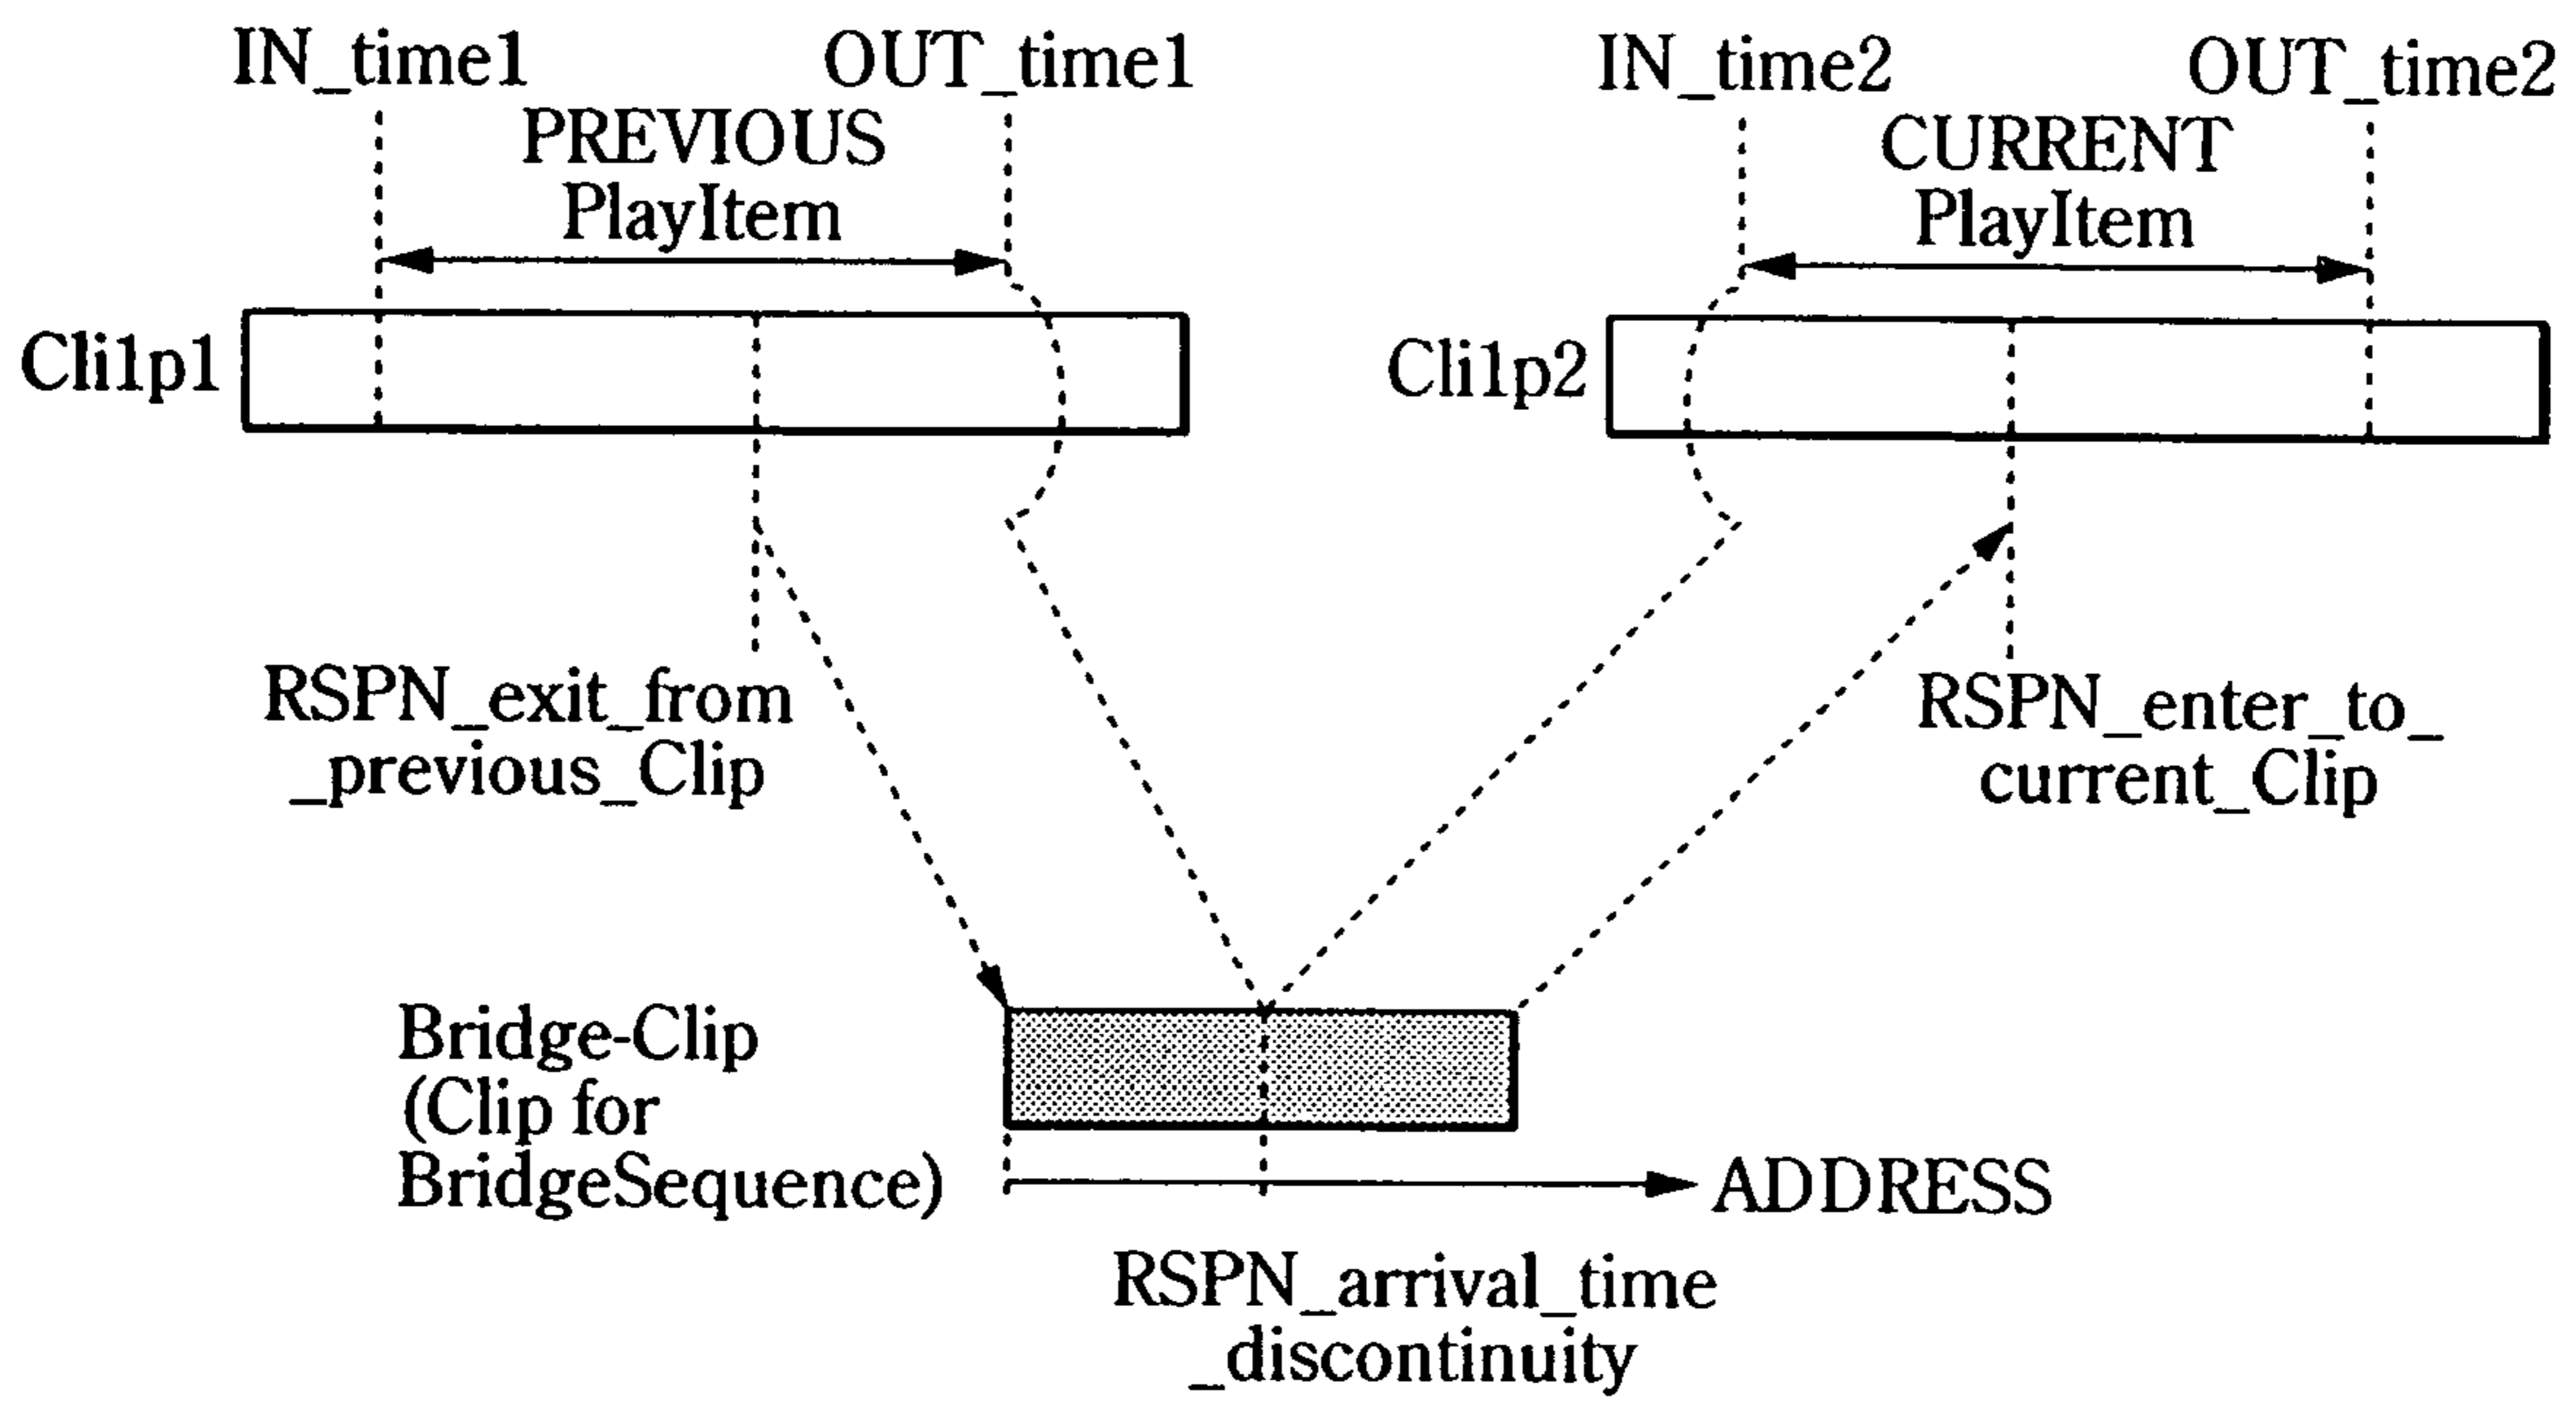 IN_time1
OUT_time1
IN_time2
OUT_time2
PREVIOUS
PlayItem
CURRENT
PlayItem
Cli1p1
Cli1p2
RSPN_exit_from
_previous_Clip
RSPN_enter_to_
current_Clip
Bridge-Clip
(Clip for
BridgeSequence)
ADDRESS
RSPN_arrival_time
_discontinuity